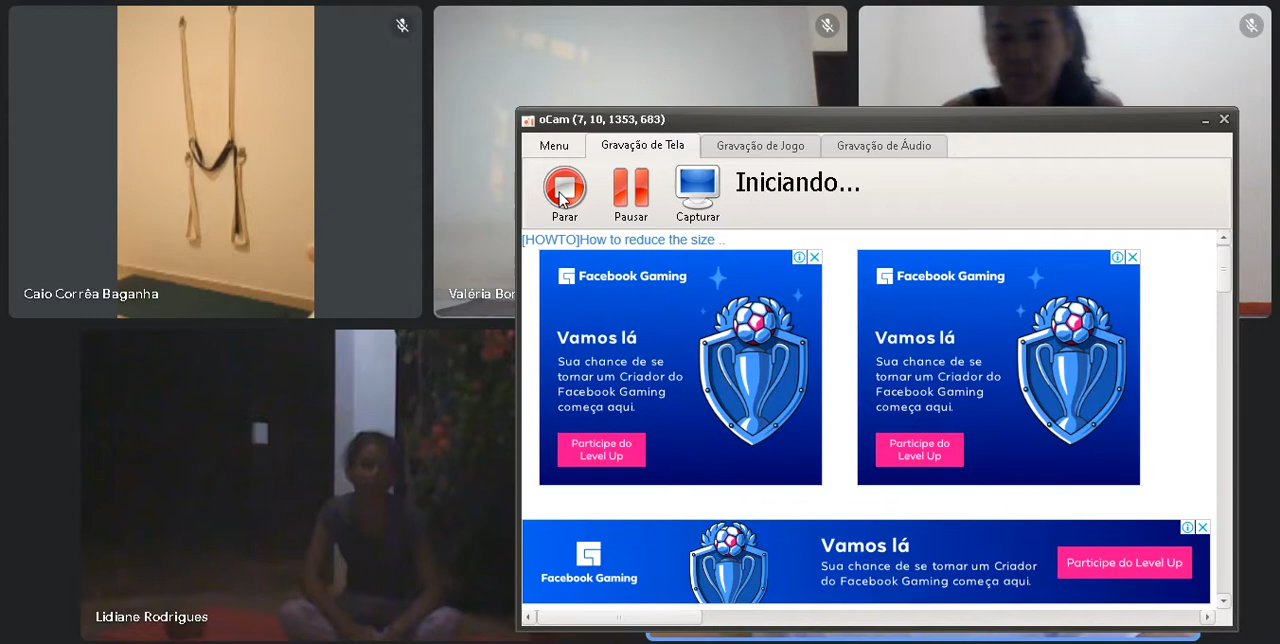 Caio Corrêa Baganha
Valéria Bor
oCam (7, 10, 1353, 683)
Menu
Gravação de Tela
Gravação de Jogo
Gravação de Áudio
Parar
Pausar
Capturar
Iniciando...
[HOWTO]How to reduce the size ..
Facebook Gaming
Vamos lá
Sua chance de se
tornar um Criador do
Facebook Gaming
começa aqui.
Participe do
Level Up
Facebook Gaming
Vamos lá
Sua chance de se
tornar um Criador do
Facebook Gaming
começa aqui.
Participe do
Level Up
Facebook Gaming
Vamos lá
Sua chance de se tornar um Criador
do Facebook Gaming começa aqui.
Participe do Level Up
Lidiane Rodrigues